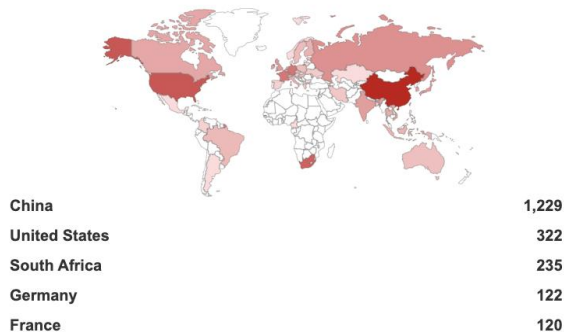 China 1,229
United States 322
South Africa 235
Germany 122
France 120